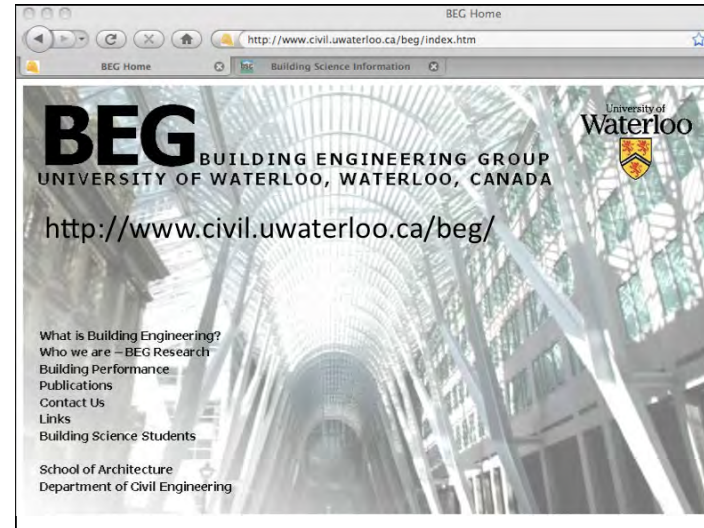 BEG Home
http://www.civil.uwaterloo.ca/beg/index.htm
BEG Home
inc Building Science Information
BEG BUILDING ENGINEERING GROUP
UNIVERSITY OF WATERLOO, WATERLOO, CANADA
University of
Waterloo
http://www.civil.uwaterloo.ca/beg/
What is Building Engineering?
Who we are – BEG Research
Building Performance
Publications
Contact Us
Links
Building Science Students
School of Architecture
Department of Civil Engineering